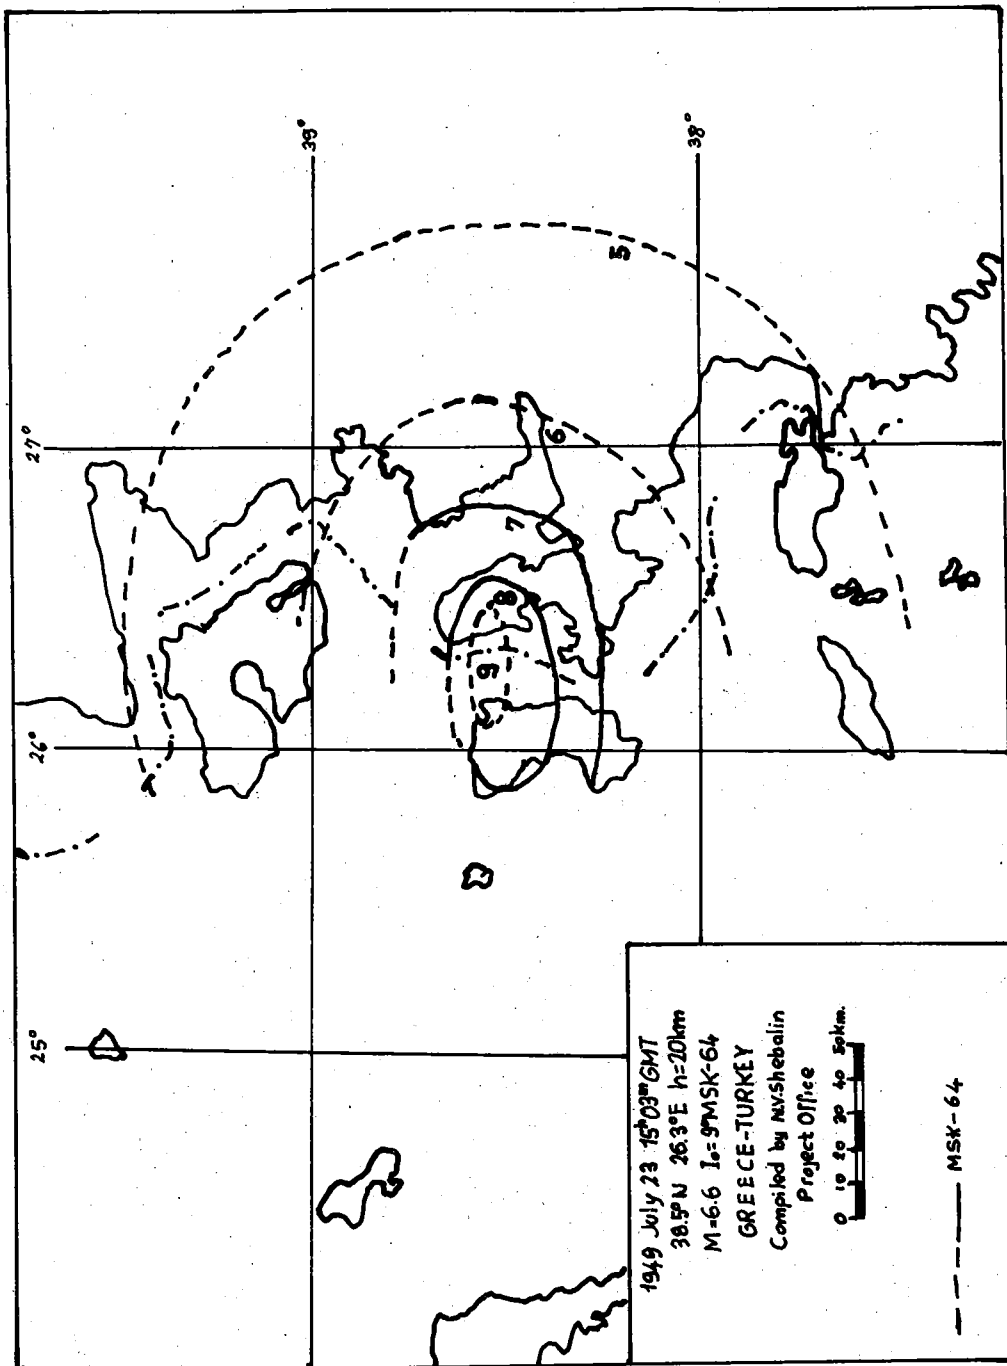 39°
38°
27°
26°
25°
5
6
7
8
9
1949 July 23 15ʰ03ᵐGMT
38.5°N 26.3°E h=20km
M=6.6 I₀=9°MSK-64
GREECE-TURKEY
Compiled by N.V.Shebalin
Project Office
0 10 20 30 40 50km.
MSK-64